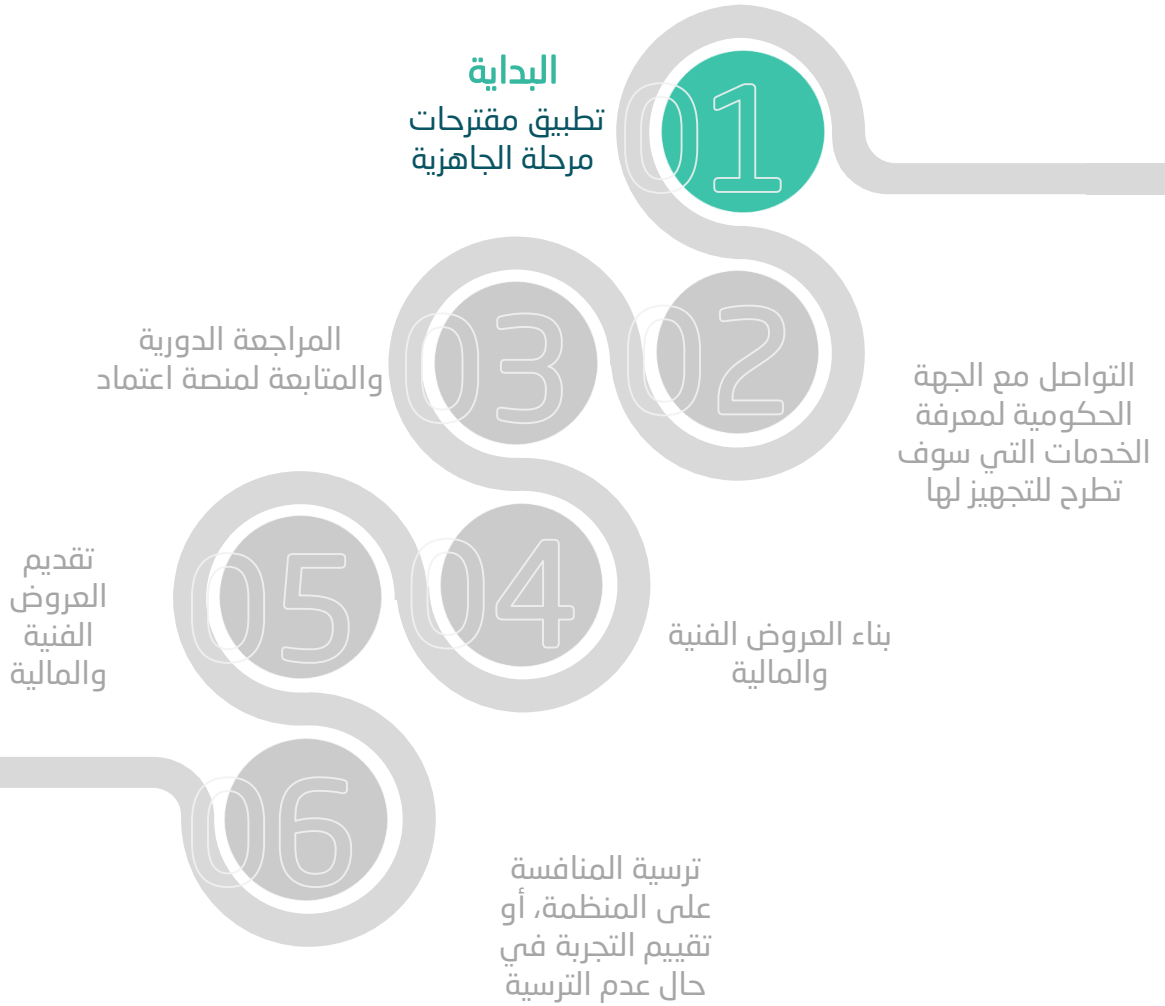 01
البداية
تطبيق مقترحات
مرحلة الجاهزية
02
التواصل مع الجهة
الحكومية لمعرفة
الخدمات التي سوف
تطرح للتجهيز لها
03
المراجعة الدورية
والمتابعة لمنصة اعتماد
04
بناء العروض الفنية
والمالية
05
تقديم
العروض
الفنية
والمالية
06
ترسية المنافسة
على المنظمة، أو
تقييم التجربة في
حال عدم الترسية